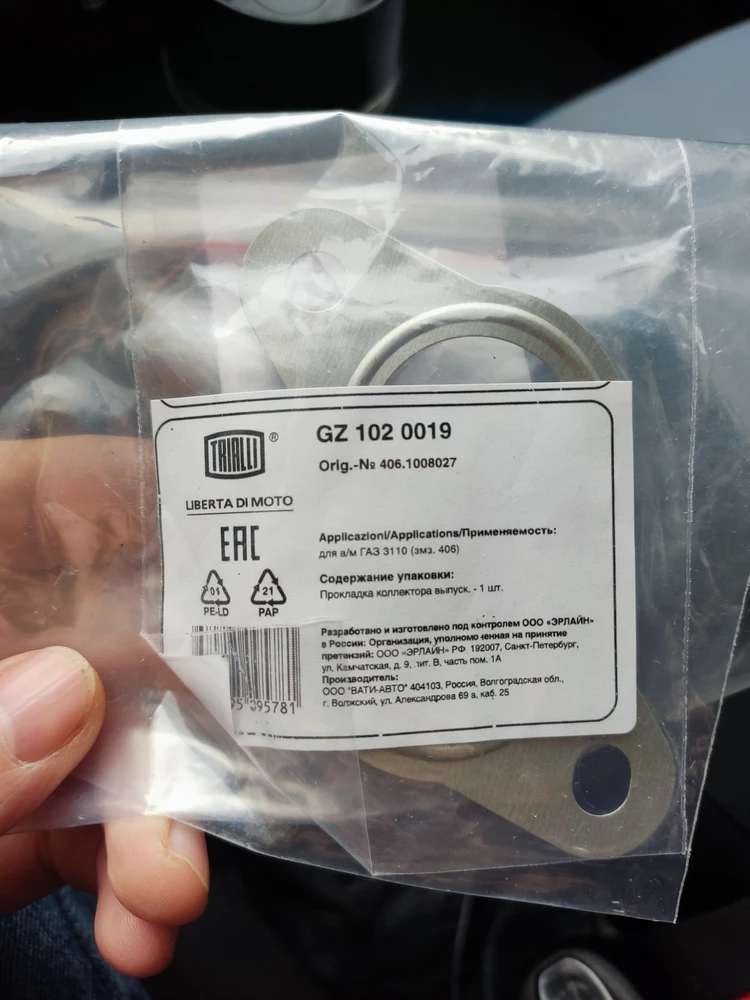 TRIALLI ®
LIBERTA DI MOTO
EAC
01
PE-LD
21
PAP
95781
GZ 102 0019
Orig.-№ 406.1008027
Applicazioni/Applications/Применяемость:
для а/м ГАЗ 3110 (змз. 406)
Содержание упаковки:
Прокладка коллектора выпуск. - 1 шт.
Разработано и изготовлено под контролем ООО «ЭРЛАЙН»
в России: Организация, уполномоченная на принятие
претензий: ООО «ЭРЛАЙН» РФ 192007, Санкт-Петербург,
ул. Камчатская, д. 9, лит. В, часть пом. 1А
Производитель:
ООО "ВАТИ-АВТО" 404103, Россия, Волгоградская обл.,
г. Волжский, ул. Александрова 69 а, каб. 25